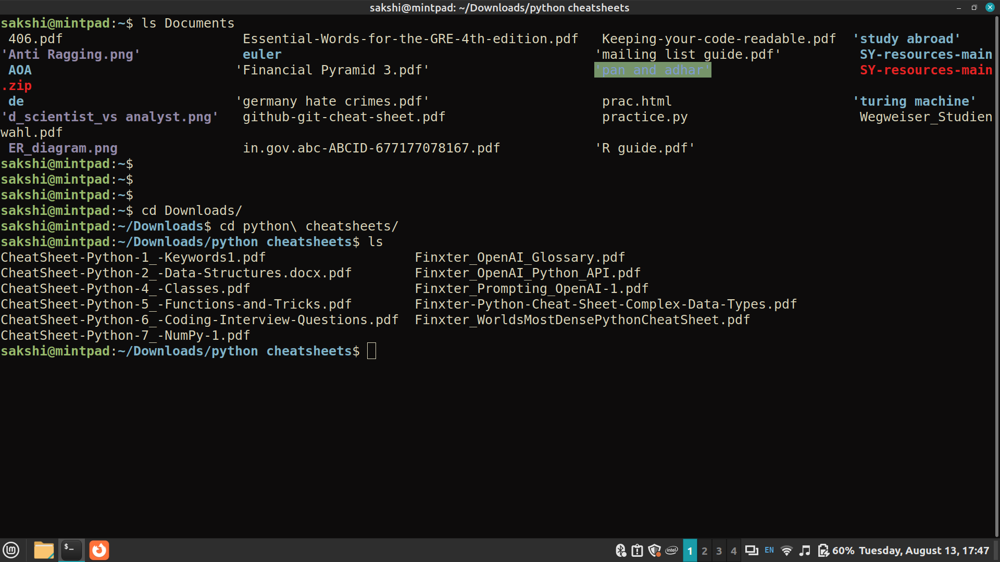 sakshi@mintpad: ~/Downloads/python cheatsheets
sakshi@mintpad:~$ ls Documents
 406.pdf                       Essential-Words-for-the-GRE-4th-edition.pdf   Keeping-your-code-readable.pdf  'study abroad'
'Anti Ragging.png'             euler                                        'mailing list guide.pdf'          SY-resources-main
 AOA                          'Financial Pyramid 3.pdf'                     'pan and adhar'                   SY-resources-main
.zip
 de                           'germany hate crimes.pdf'                      prac.html                       'turing machine'
'd_scientist_vs analyst.png'   github-git-cheat-sheet.pdf                    practice.py                      Wegweiser_Studien
wahl.pdf
 ER_diagram.png                in.gov.abc-ABCID-677177078167.pdf            'R guide.pdf'
sakshi@mintpad:~$
sakshi@mintpad:~$
sakshi@mintpad:~$
sakshi@mintpad:~$ cd Downloads/
sakshi@mintpad:~/Downloads$ cd python\ cheatsheets/
sakshi@mintpad:~/Downloads/python cheatsheets$ ls
CheatSheet-Python-1_-Keywords1.pdf                   Finxter_OpenAI_Glossary.pdf
CheatSheet-Python-2_-Data-Structures.docx.pdf        Finxter_OpenAI_Python_API.pdf
CheatSheet-Python-4_-Classes.pdf                     Finxter_Prompting_OpenAI-1.pdf
CheatSheet-Python-5_-Functions-and-Tricks.pdf        Finxter-Python-Cheat-Sheet-Complex-Data-Types.pdf
CheatSheet-Python-6_-Coding-Interview-Questions.pdf  Finxter_WorldsMostDensePythonCheatSheet.pdf
CheatSheet-Python-7_-NumPy-1.pdf
sakshi@mintpad:~/Downloads/python cheatsheets$
$_ intel 1 2 3 4 EN 60% Tuesday, August 13, 17:47